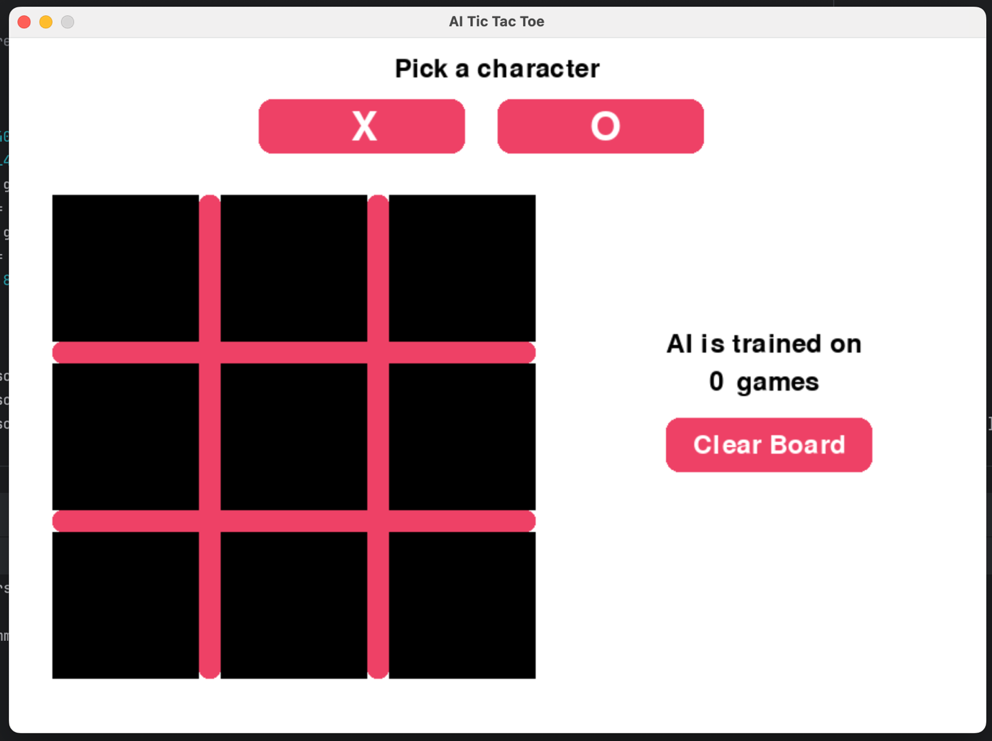 AI Tic Tac Toe
Pick a character
X O
AI is trained on
0 games
Clear Board